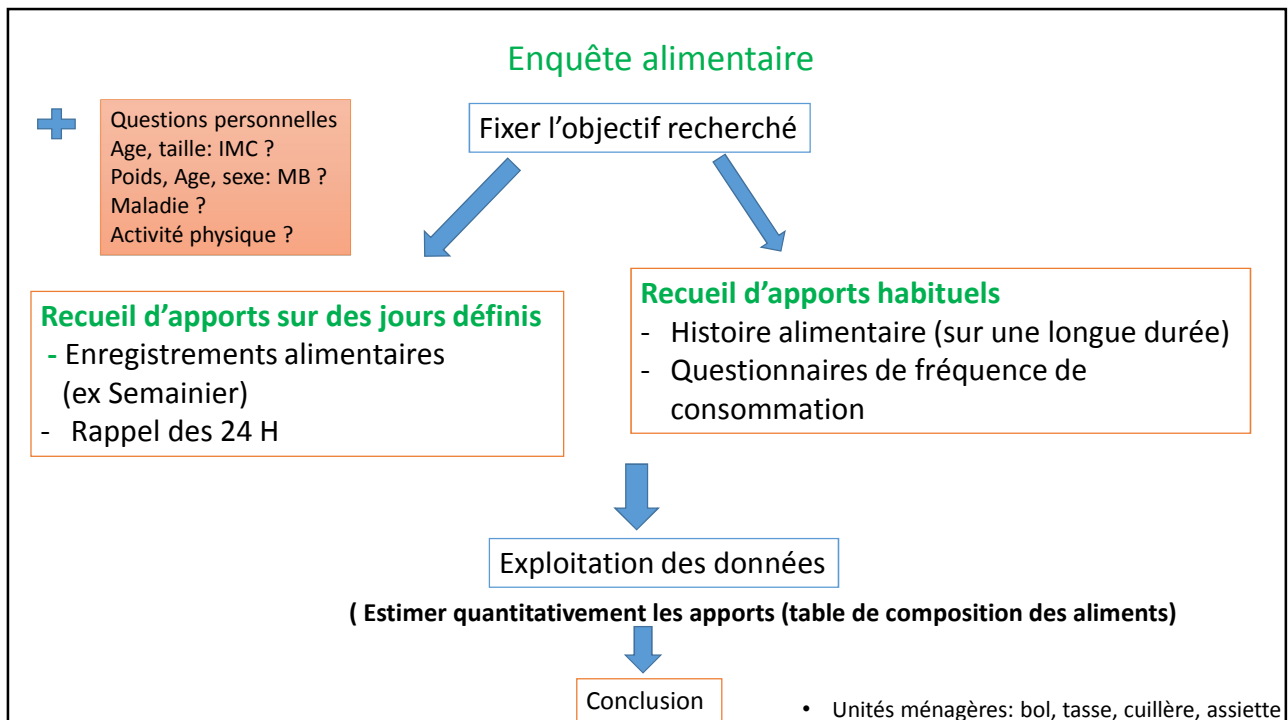 Enquête alimentaire
Questions personnelles
Age, taille: IMC ?
Poids, Age, sexe: MB ?
Maladie ?
Activité physique ?
Fixer l'objectif recherché
Recueil d'apports sur des jours définis
- Enregistrements alimentaires
(ex Semainier)
- Rappel des 24 H
Recueil d'apports habituels
- Histoire alimentaire (sur une longue durée)
- Questionnaires de fréquence de
consommation
Exploitation des données
( Estimer quantitativement les apports (table de composition des aliments)
Conclusion
• Unités ménagères: bol, tasse, cuillère, assiette